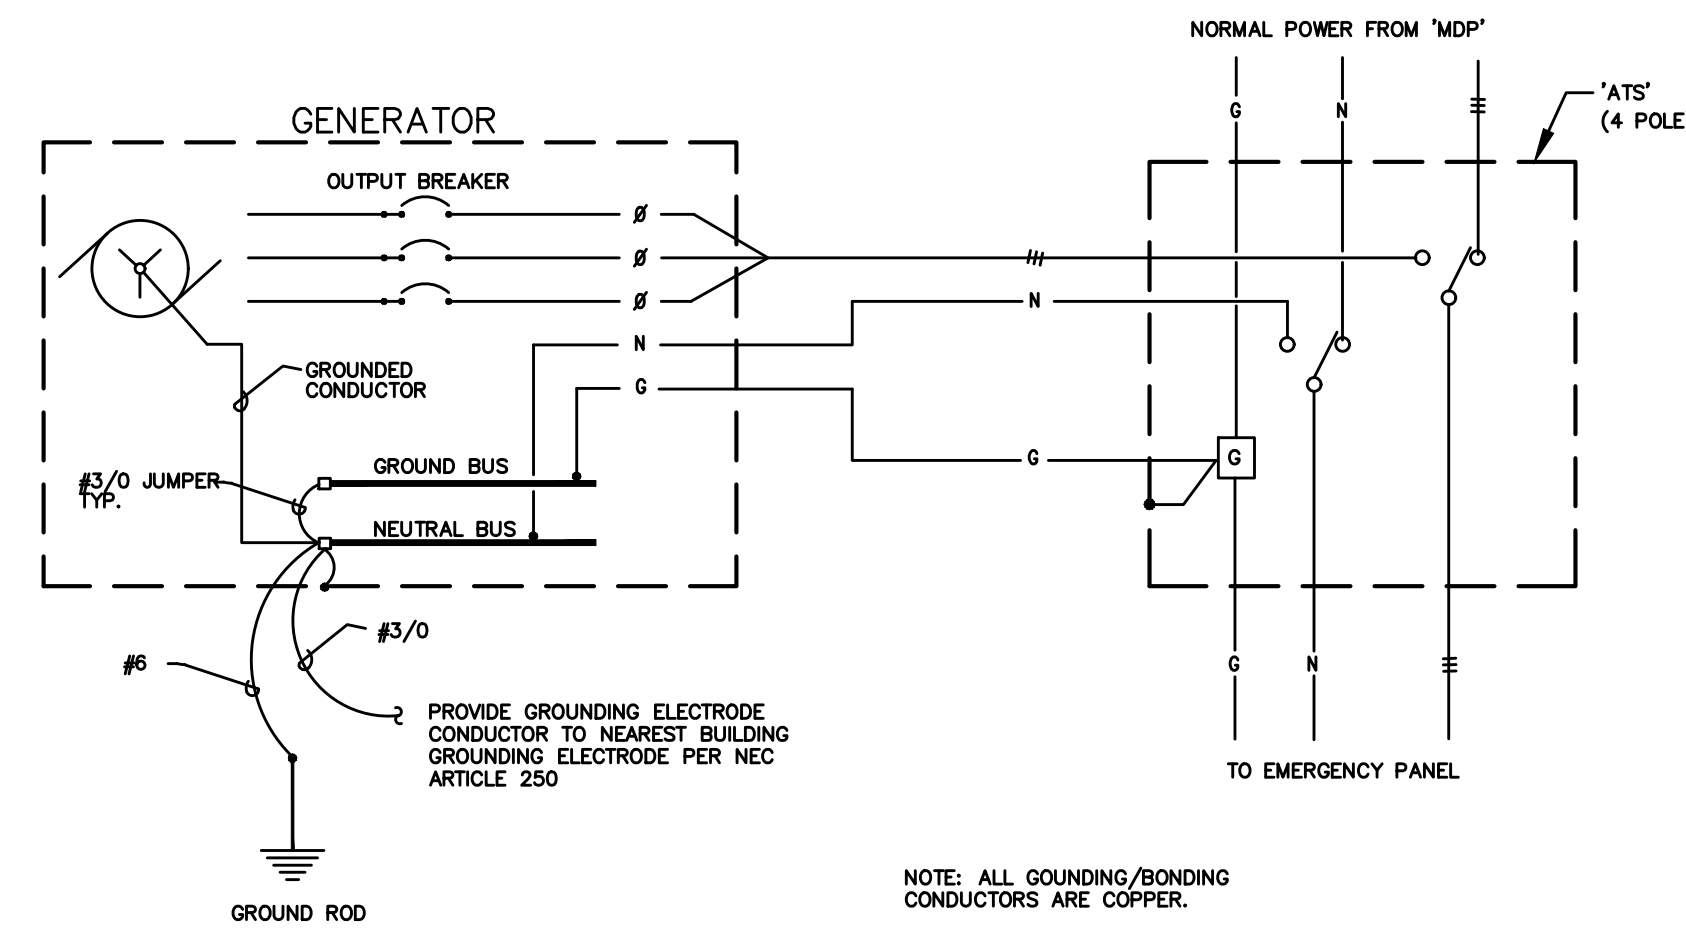 NORMAL POWER FROM 'MDP'
'ATS'
(4 POLE
G
N
GENERATOR
OUTPUT BREAKER
Ø
Ø
Ø
N
N
GROUNDED
CONDUCTOR
G
G
G
GROUND BUS
#3/0 JUMPER
TYP.
NEUTRAL BUS
#3/0
#6
G
N
PROVIDE GROUNDING ELECTRODE
CONDUCTOR TO NEAREST BUILDING
GROUNDING ELECTRODE PER NEC
ARTICLE 250
TO EMERGENCY PANEL
NOTE: ALL GOUNDING/BONDING
CONDUCTORS ARE COPPER.
GROUND ROD